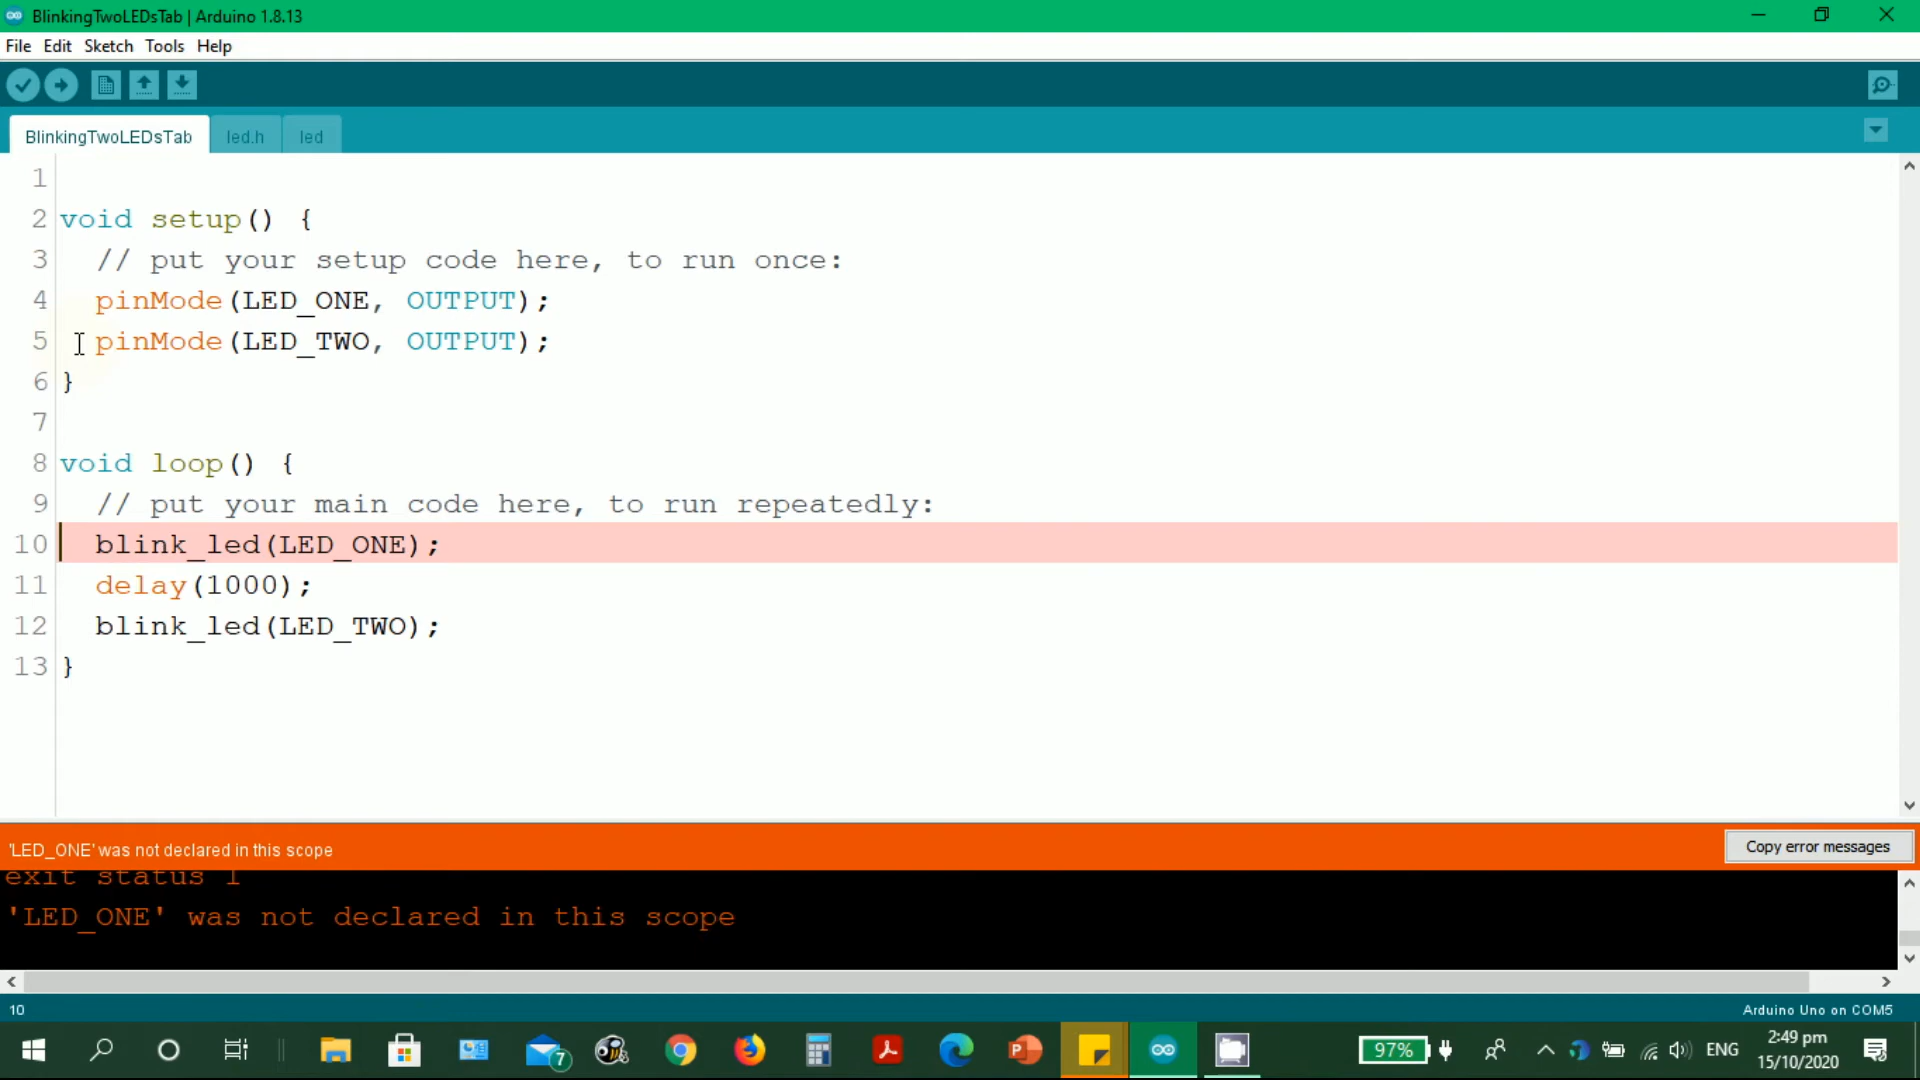 BlinkingTwoLEDsTab | Arduino 1.8.13
File Edit Sketch Tools Help
BlinkingTwoLEDsTab led.h led
1
2 void setup() {
3 // put your setup code here, to run once:
4 pinMode(LED_ONE, OUTPUT);
5 pinMode(LED_TWO, OUTPUT);
6 }
7
8 void loop() {
9 // put your main code here, to run repeatedly:
10 blink_led(LED_ONE);
11 delay(1000);
12 blink_led(LED_TWO);
13 }
'LED_ONE' was not declared in this scope
Copy error messages
exit status 1
'LED_ONE' was not declared in this scope
10
Arduino Uno on COM5
7
97%
ENG
2:49 pm
15/10/2020